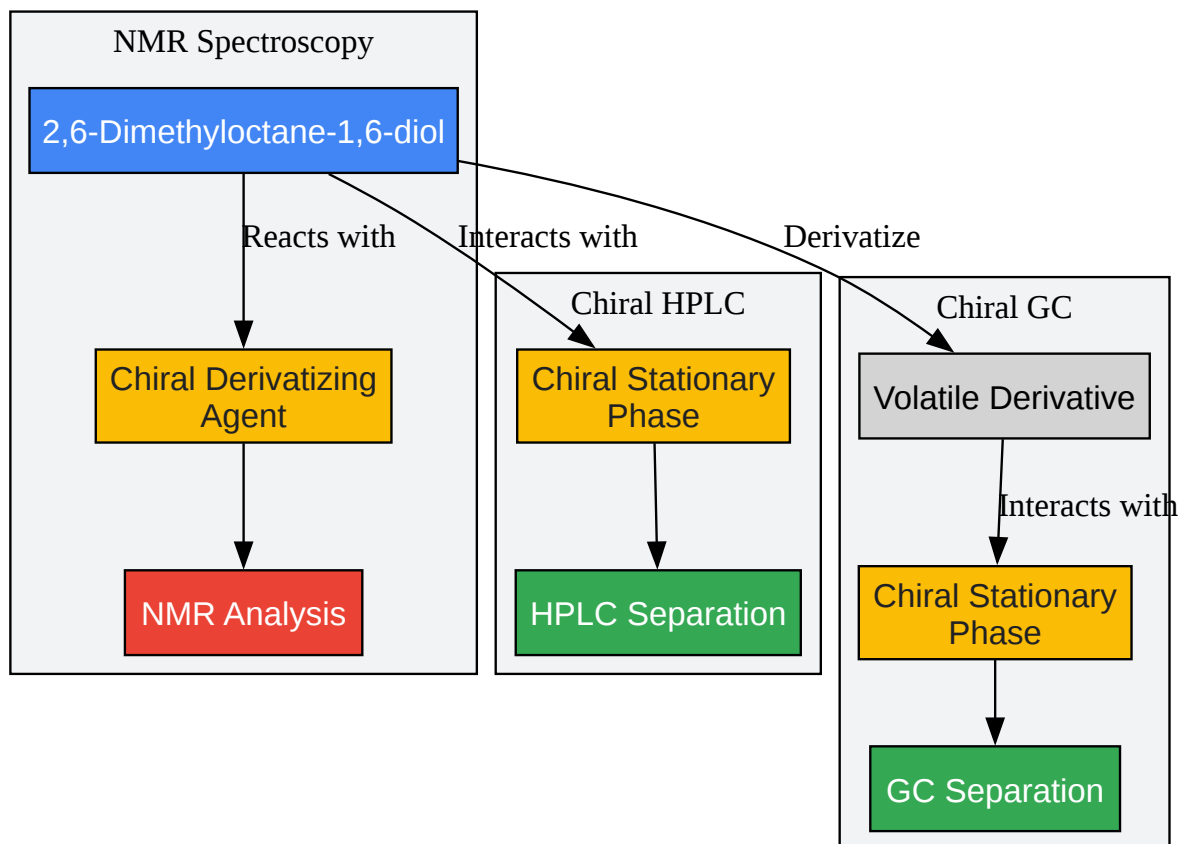 NMR Spectroscopy
2,6-Dimethyloctane-1,6-diol
Reacts with
Interacts with
Derivatize
Chiral HPLC
Chiral GC
Chiral Derivatizing
Agent
Chiral Stationary
Phase
Volatile Derivative
Interacts with
NMR Analysis
HPLC Separation
Chiral Stationary
Phase
GC Separation